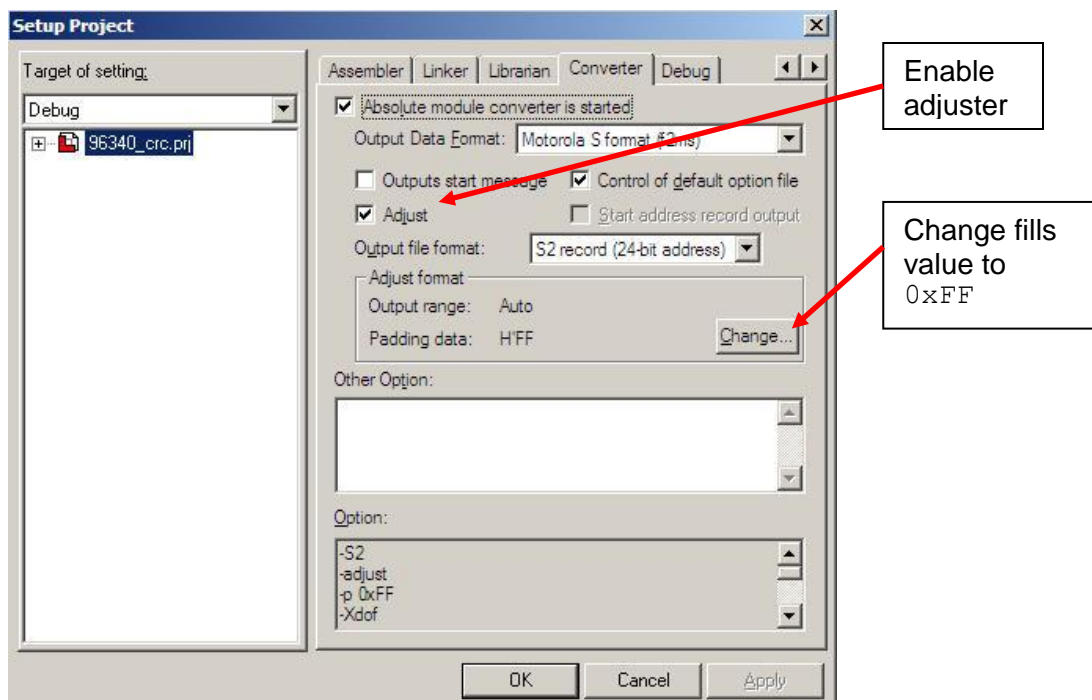 Setup Project
Target of setting:
Debug
96340_crc.prj
Assembler Linker Librarian Converter Debug
Absolute module converter is started
Output Data Format: Motorola S format (f2ms)
Outputs start message Control of default option file
Adjust Start address record output
Output file format: S2 record (24-bit address)
Adjust format
Output range: Auto
Padding data: H'FF Change...
Other Option:
Option:
-S2
-adjust
-p 0xFF
-Xdof
OK Cancel Apply
Enable
adjuster
Change fills
value to
0xFF